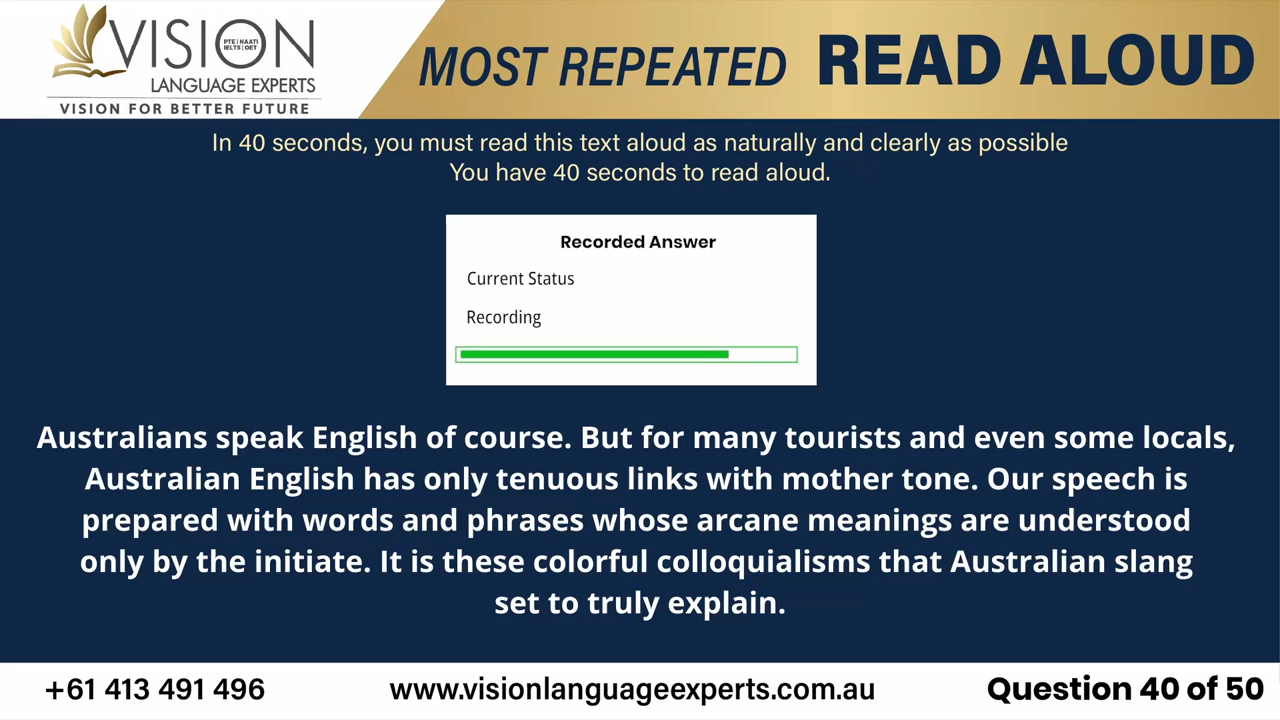 VISION
PTE | NAATI
IELTS | OET
LANGUAGE EXPERTS
VISION FOR BETTER FUTURE
MOST REPEATED READ ALOUD
In 40 seconds, you must read this text aloud as naturally and clearly as possible
You have 40 seconds to read aloud.
Recorded Answer
Current Status
Recording
Australians speak English of course. But for many tourists and even some locals,
Australian English has only tenuous links with mother tone. Our speech is
prepared with words and phrases whose arcane meanings are understood
only by the initiate. It is these colorful colloquialisms that Australian slang
set to truly explain.
+61 413 491 496
www.visionlanguageexperts.com.au
Question 40 of 50